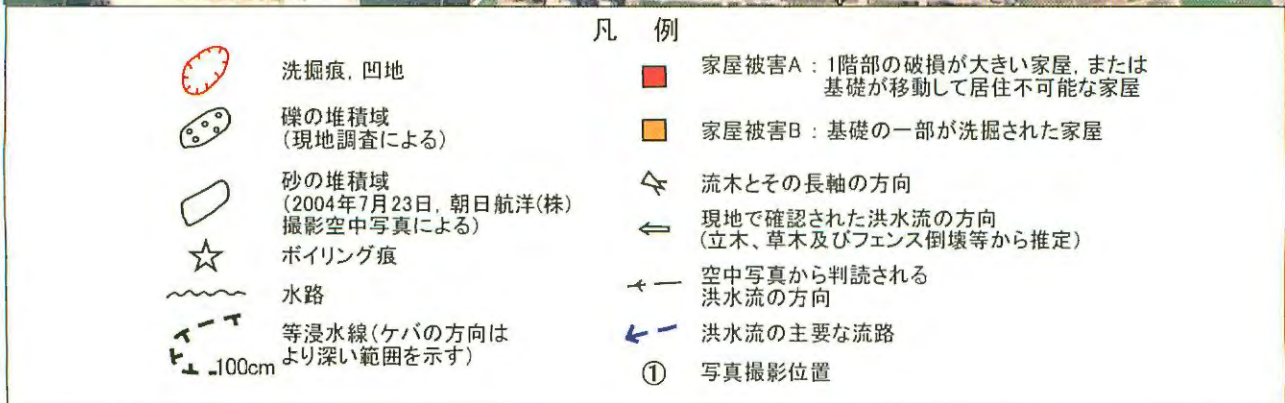 凡 例
洗掘痕, 凹地
礫の堆積域
(現地調査による)
砂の堆積域
(2004年7月23日, 朝日航洋(株)
撮影空中写真による)
ボイリング痕
水路
等浸水線(ケバの方向は
より深い範囲を示す)
100cm
家屋被害A : 1階部の破損が大きい家屋, または
基礎が移動して居住不可能な家屋
家屋被害B : 基礎の一部が洗掘された家屋
流木とその長軸の方向
現地で確認された洪水流の方向
(立木、草木及びフェンス倒壊等から推定)
空中写真から判読される
洪水流の方向
洪水流の主要な流路
① 写真撮影位置